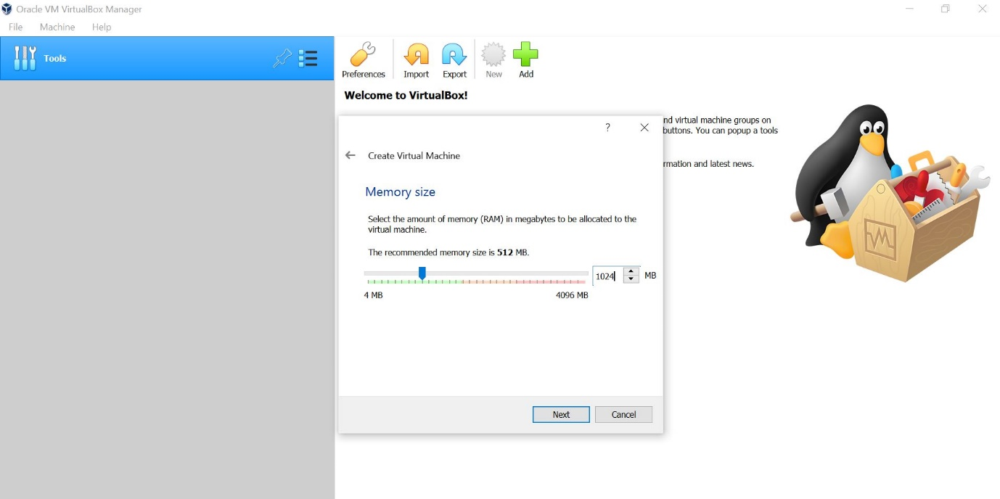 Oracle VM VirtualBox Manager
File Machine Help
Tools
Preferences Import Export New Add
Welcome to VirtualBox!
nd virtual machine groups on
buttons. You can popup a tools
rmation and latest news.
?
Create Virtual Machine
Memory size
Select the amount of memory (RAM) in megabytes to be allocated to the
virtual machine.
The recommended memory size is 512 MB.
1024 MB
4 MB 4096 MB
Next Cancel